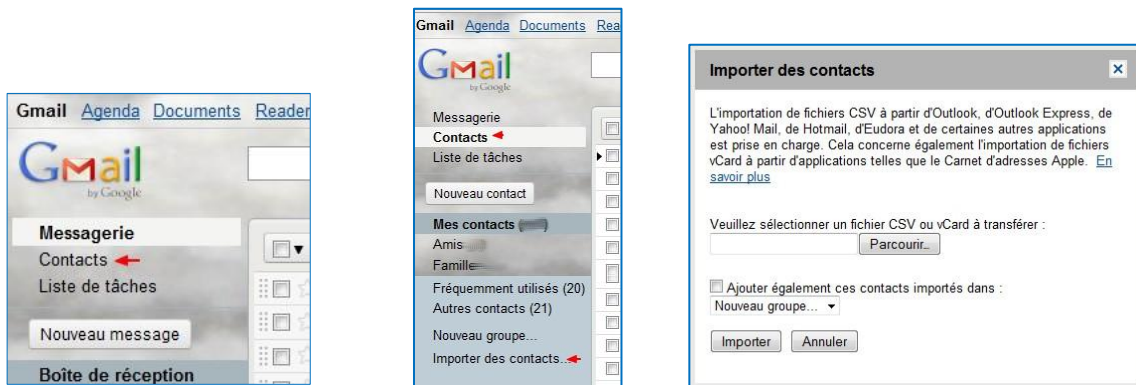 Gmail Agenda Documents Reader
Gmail
by Google
Messagerie
Contacts
Liste de tâches
Nouveau message
Boîte de réception
Gmail Agenda Documents Rea
Gmail
by Google
Messagerie
Contacts
Liste de tâches
Nouveau contact
Mes contacts
Amis
Famille
Fréquemment utilisés (20)
Autres contacts (21)
Nouveau groupe...
Importer des contacts...
Importer des contacts
L'importation de fichiers CSV à partir d'Outlook, d'Outlook Express, de
Yahoo! Mail, de Hotmail, d'Eudora et de certaines autres applications
est prise en charge. Cela concerne également l'importation de fichiers
vCard à partir d'applications telles que le Carnet d'adresses Apple. En
savoir plus
Veuillez sélectionner un fichier CSV ou vCard à transférer :
Parcourir...
Ajouter également ces contacts importés dans :
Nouveau groupe...
Importer Annuler